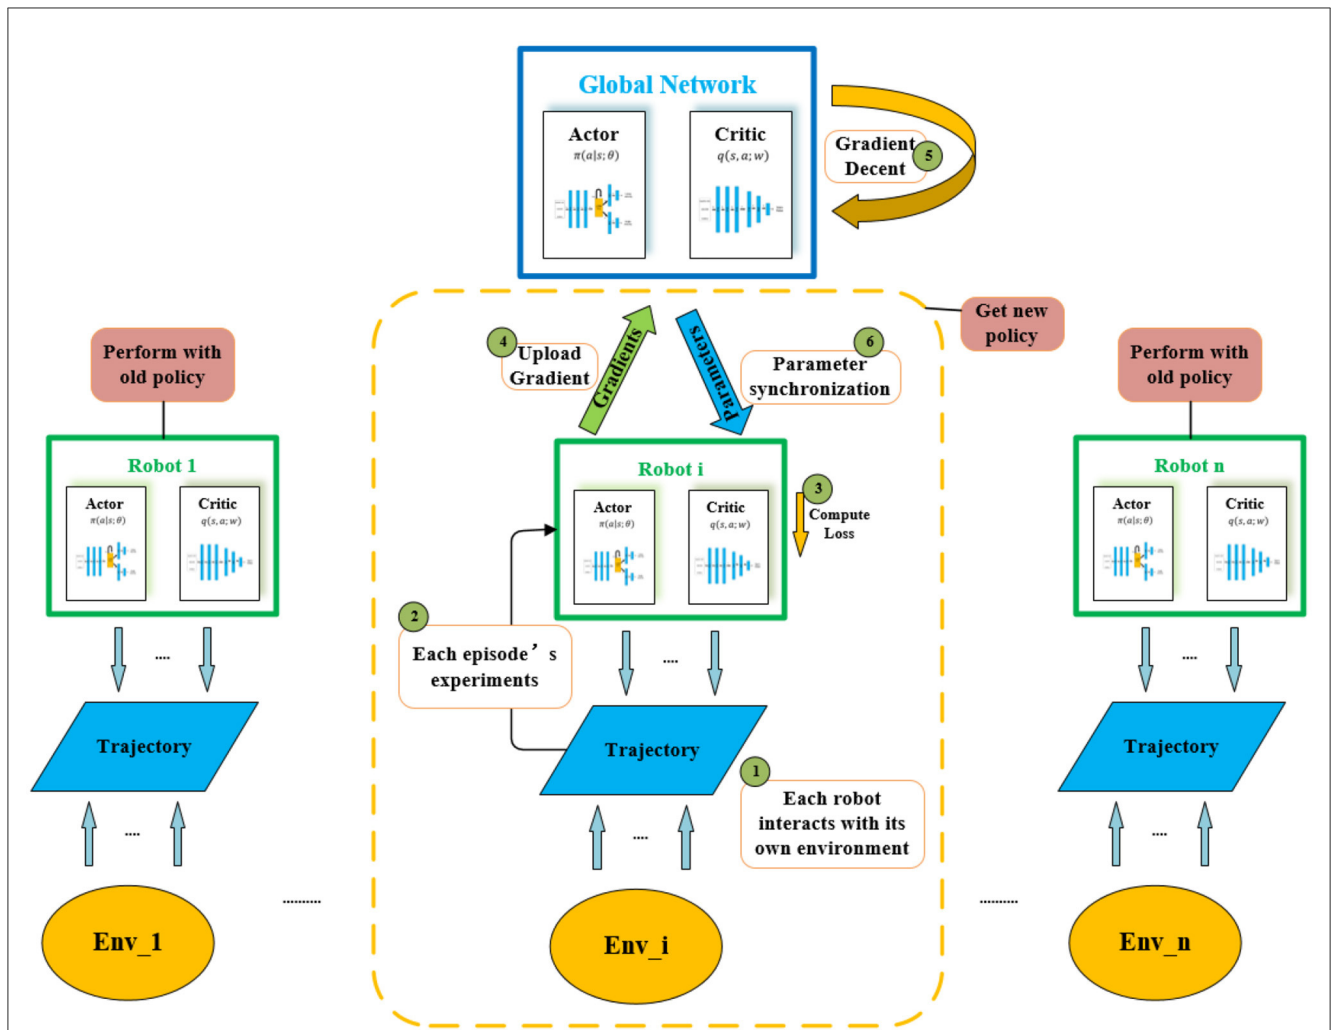 Global Network
Actor
π(a|s; θ)
Critic
q(s, a; w)
Gradient
Decent
5
Get new
policy
4
Upload
Gradient
Gradients
Parameters
6
Parameter
synchronization
Perform with
old policy
Perform with
old policy
Robot 1
Actor
π(a|s; θ)
Critic
q(s, a; w)
Robot i
Actor
π(a|s; θ)
Critic
q(s, a; w)
3
Compute
Loss
Robot n
Actor
π(a|s; θ)
Critic
q(s, a; w)
2
Each episode’s
experiments
....
....
....
Trajectory
Trajectory
Trajectory
1
Each robot
interacts with its
own environment
....
....
....
Env_1
..........
Env_i
..........
Env_n